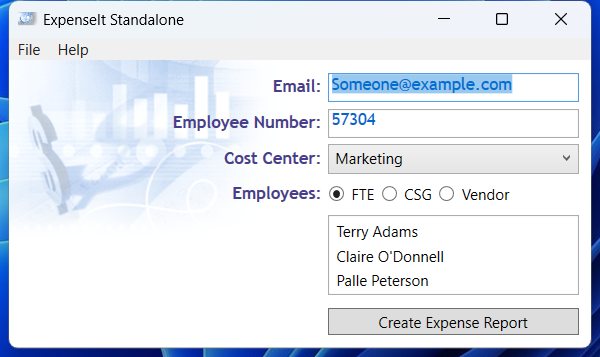 ExpenseIt Standalone
File Help
Email: Someone@example.com
Employee Number: 57304
Cost Center: Marketing
Employees: FTE CSG Vendor
Terry Adams
Claire O'Donnell
Palle Peterson
Create Expense Report